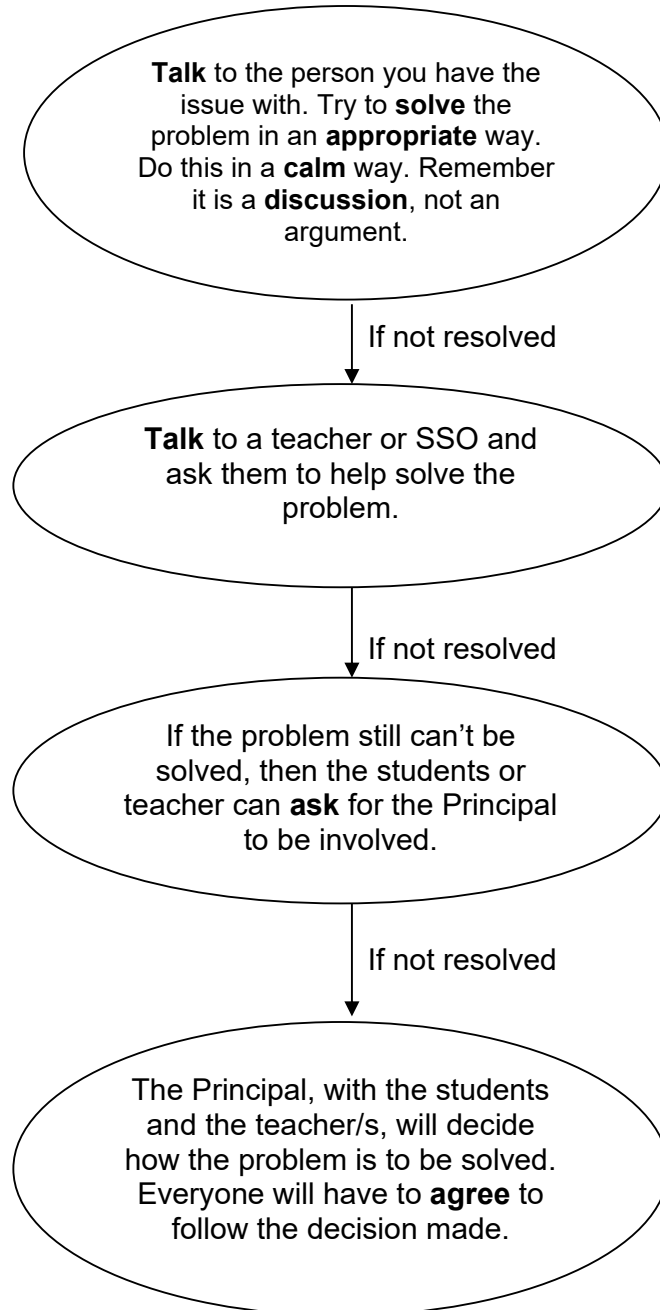 Talk to the person you have the
issue with. Try to solve the
problem in an appropriate way.
Do this in a calm way. Remember
it is a discussion, not an
argument.
If not resolved
Talk to a teacher or SSO and
ask them to help solve the
problem.
If not resolved
If the problem still can’t be
solved, then the students or
teacher can ask for the Principal
to be involved.
If not resolved
The Principal, with the students
and the teacher/s, will decide
how the problem is to be solved.
Everyone will have to agree to
follow the decision made.